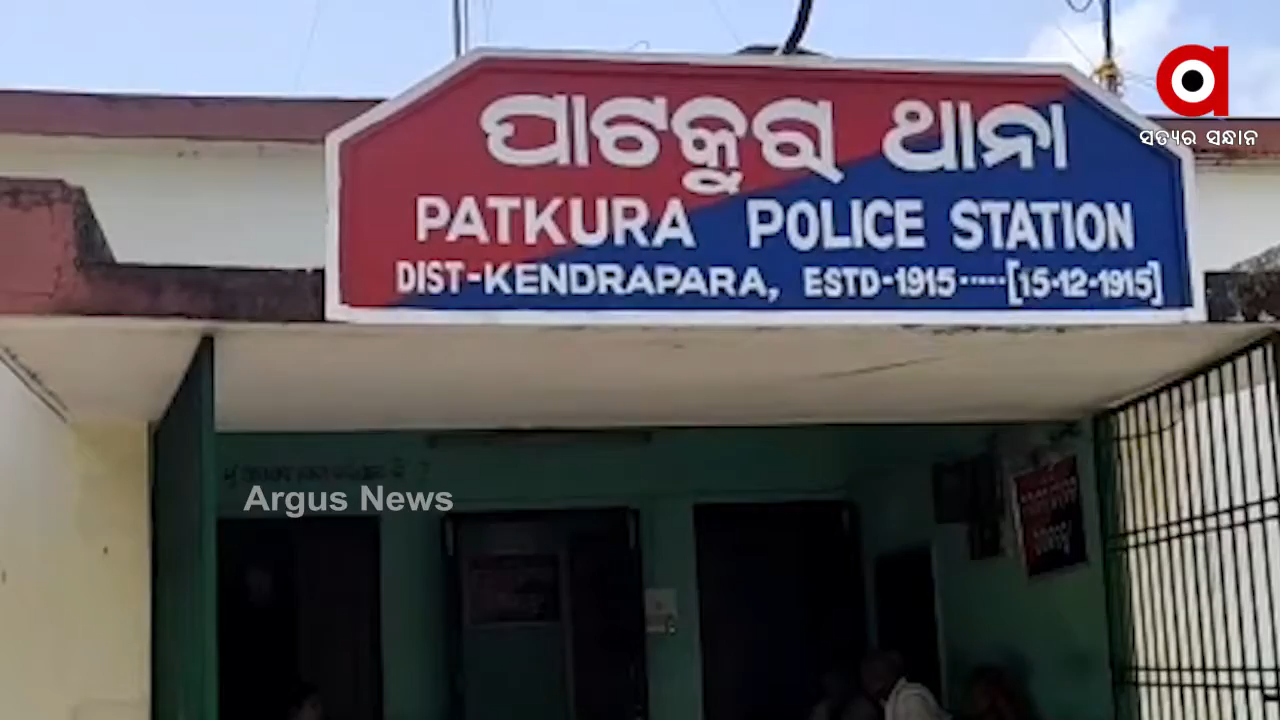 ପାଟକୁରା ଥାନା
PATKURA POLICE STATION
DIST-KENDRAPARA, ESTD-1915·····[15-12-1915]
a
ସତ୍ୟର ସନ୍ଧାନ
Argus News